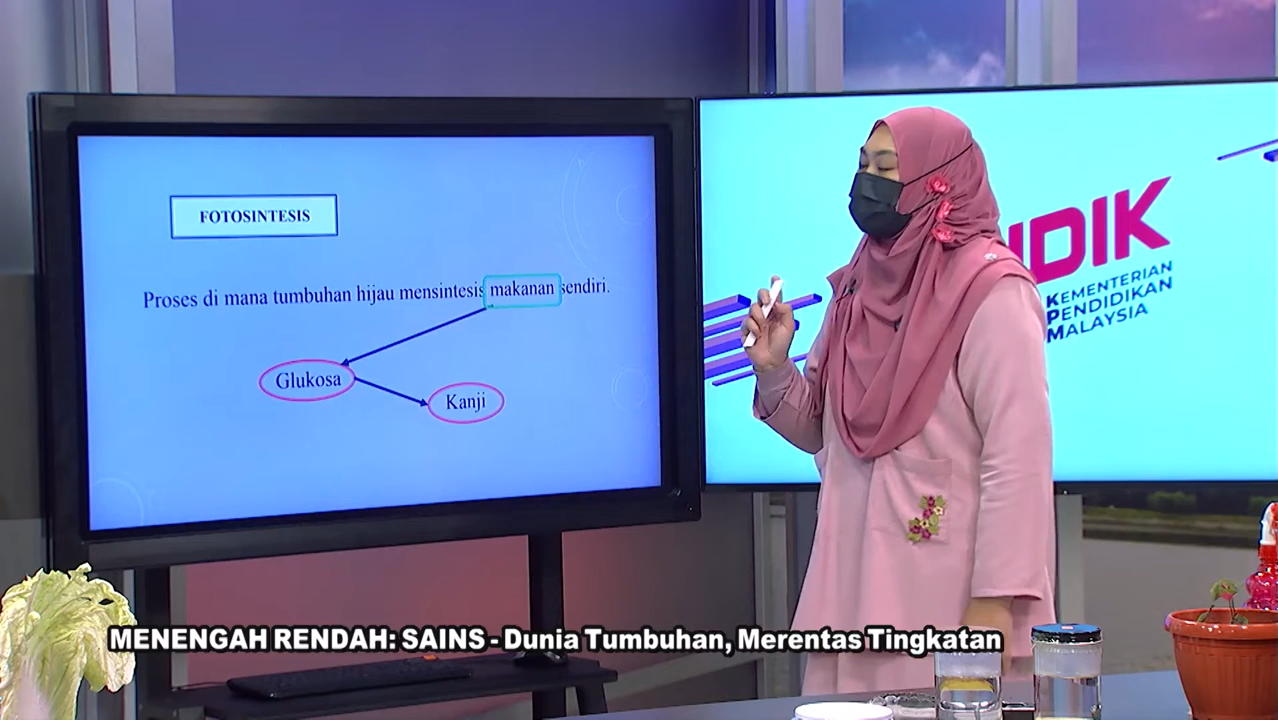 FOTOSINTESIS
Proses di mana tumbuhan hijau mensintesis makanan sendiri.
Glukosa
Kanji
KEMENTERIAN
PENDIDIKAN
MALAYSIA
MENENGAH RENDAH: SAINS - Dunia Tumbuhan, Merentas Tingkatan